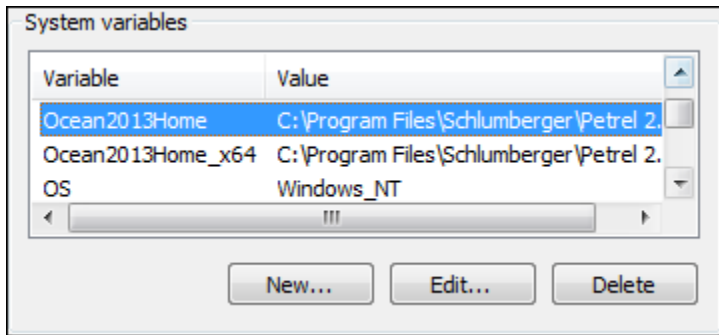 System variables
Variable Value
Ocean2013Home C:\Program Files\Schlumberger\Petrel 2.
Ocean2013Home_x64 C:\Program Files\Schlumberger\Petrel 2.
OS Windows_NT
New... Edit... Delete